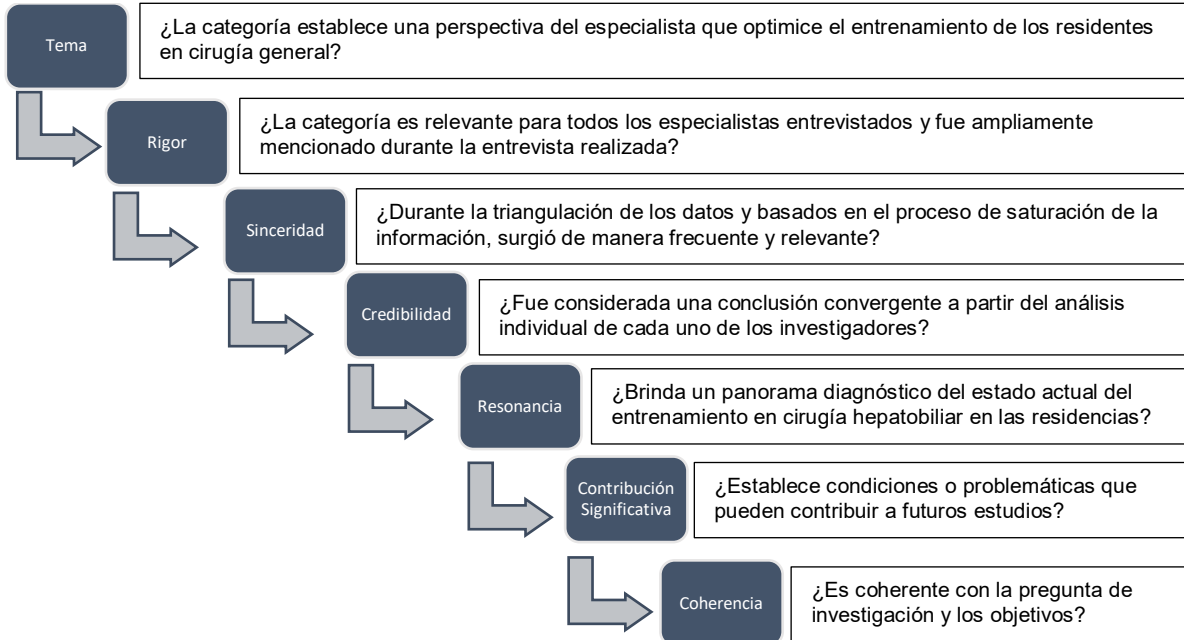 Tema
¿La categoría establece una perspectiva del especialista que optimice el entrenamiento de los residentes
en cirugía general?
Rigor
¿La categoría es relevante para todos los especialistas entrevistados y fue ampliamente
mencionado durante la entrevista realizada?
Sinceridad
¿Durante la triangulación de los datos y basados en el proceso de saturación de la
información, surgió de manera frecuente y relevante?
Credibilidad
¿Fue considerada una conclusión convergente a partir del análisis
individual de cada uno de los investigadores?
Resonancia
¿Brinda un panorama diagnóstico del estado actual del
entrenamiento en cirugía hepatobiliar en las residencias?
Contribución
Significativa
¿Establece condiciones o problemáticas que
pueden contribuir a futuros estudios?
Coherencia
¿Es coherente con la pregunta de
investigación y los objetivos?